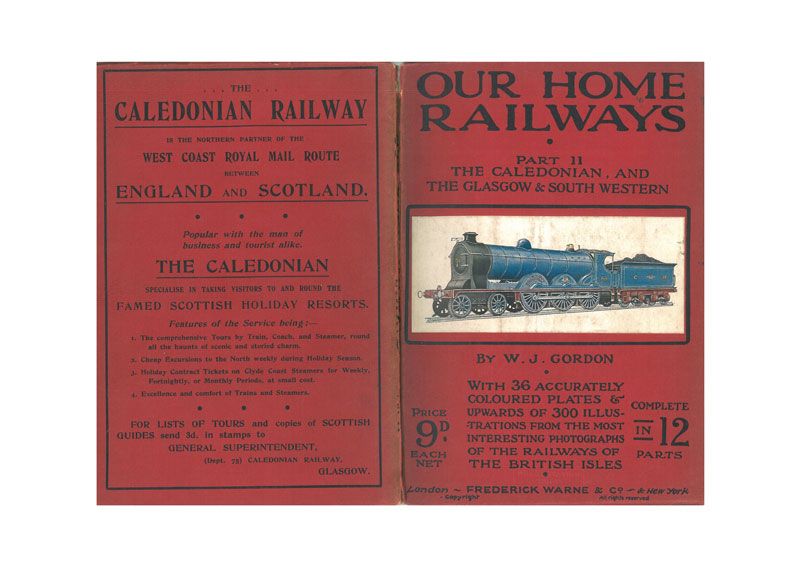 ... THE ...
CALEDONIAN RAILWAY
IS THE NORTHERN PARTNER OF THE
WEST COAST ROYAL MAIL ROUTE
BETWEEN
ENGLAND AND SCOTLAND.
Popular with the man of
business and tourist alike.
THE CALEDONIAN
SPECIALISE IN TAKING VISITORS TO AND ROUND THE
FAMED SCOTTISH HOLIDAY RESORTS.
Features of the Service being:—
1. The comprehensive Tours by Train, Coach, and Steamer, round
all the haunts of scenic and storied charm.
2. Cheap Excursions to the North weekly during Holiday Season.
3. Holiday Contract Tickets on Clyde Coast Steamers for Weekly,
Fortnightly, or Monthly Periods, at small cost.
4. Excellence and comfort of Trains and Steamers.
FOR LISTS OF TOURS and copies of SCOTTISH
GUIDES send 3d. in stamps to
GENERAL SUPERINTENDENT,
(Dept. 75) CALEDONIAN RAILWAY,
GLASGOW.
OUR HOME
RAILWAYS
PART 11
THE CALEDONIAN, AND
THE GLASGOW & SOUTH WESTERN
BY W. J. GORDON
WITH 36 ACCURATELY
COLOURED PLATES &
UPWARDS OF 300 ILLUS-
TRATIONS FROM THE MOST
INTERESTING PHOTOGRAPHS
OF THE RAILWAYS OF
THE BRITISH ISLES
PRICE
9D.
EACH
NET
COMPLETE
IN 12
PARTS
London ~ FREDERICK WARNE & Co ~ & New York
- Copyright
All rights reserved